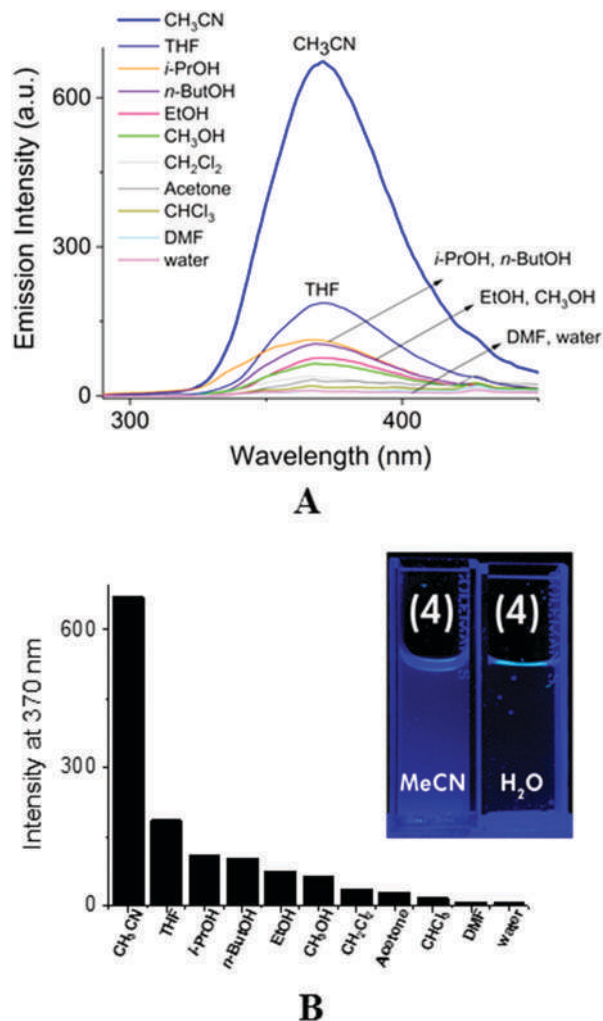 CH₃CN
THF
i-PrOH
n-ButOH
EtOH
CH₃OH
CH₂Cl₂
Acetone
CHCl₃
DMF
water
CH₃CN
THF
i-PrOH, n-ButOH
EtOH, CH₃OH
DMF, water
Emission Intensity (a.u.)
600
300
0
300
400
Wavelength (nm)
A
Intensity at 370 nm
600
300
0
(4)
(4)
MeCN
H₂O
CH₃CN
THF
i-PrOH
n-ButOH
EtOH
CH₃OH
CH₂Cl₂
Acetone
CHCl₃
DMF
water
B